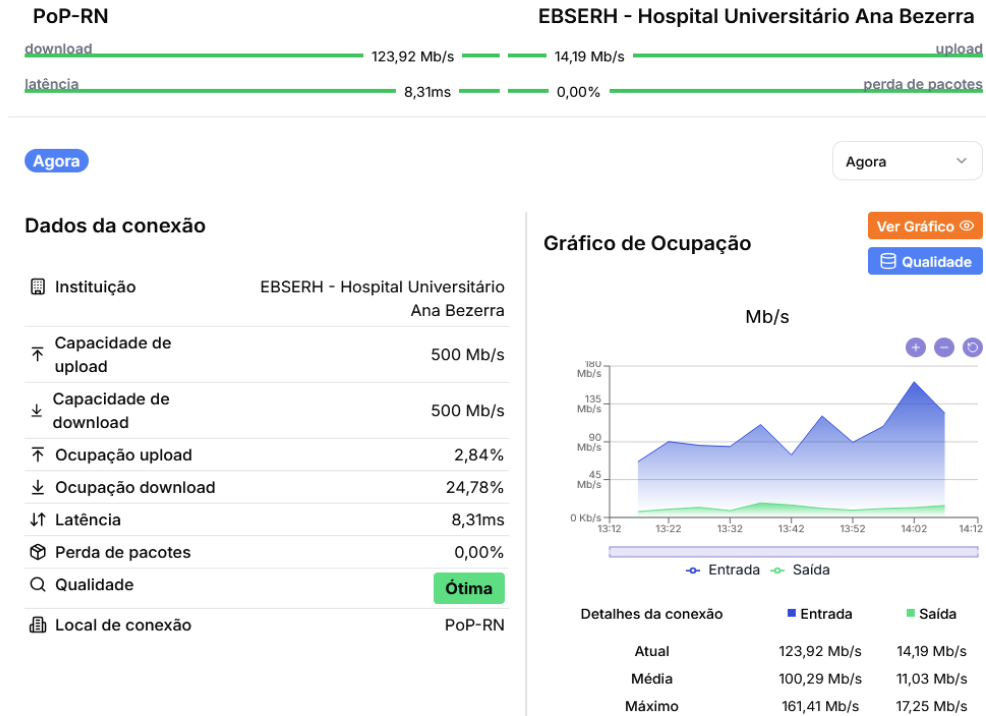 PoP-RN
EBSERH - Hospital Universitário Ana Bezerra
download
123,92 Mb/s
14,19 Mb/s
upload
latência
8,31ms
0,00%
perda de pacotes
Agora
Agora
Dados da conexão
Instituição
EBSERH - Hospital Universitário
Ana Bezerra
Capacidade de
upload
500 Mb/s
Capacidade de
download
500 Mb/s
Ocupação upload
2,84%
Ocupação download
24,78%
Latência
8,31ms
Perda de pacotes
0,00%
Qualidade
Ótima
Local de conexão
PoP-RN
Gráfico de Ocupação
Ver Gráfico
Qualidade
Mb/s
180
Mb/s
135
Mb/s
90
Mb/s
45
Mb/s
0 Kb/s
13:12
13:22
13:32
13:42
13:52
14:02
14:12
Entrada
Saída
Detalhes da conexão
Entrada
Saída
Atual
123,92 Mb/s
14,19 Mb/s
Média
100,29 Mb/s
11,03 Mb/s
Máximo
161,41 Mb/s
17,25 Mb/s